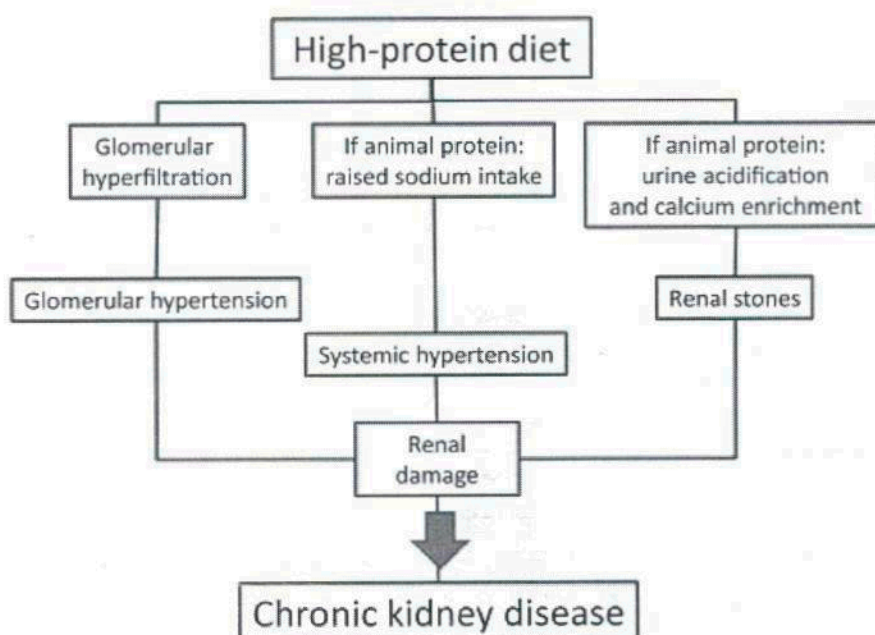 High-protein diet
Glomerular
hyperfiltration
If animal protein:
raised sodium intake
If animal protein:
urine acidification
and calcium enrichment
Glomerular hypertension
Renal stones
Systemic hypertension
Renal
damage
Chronic kidney disease